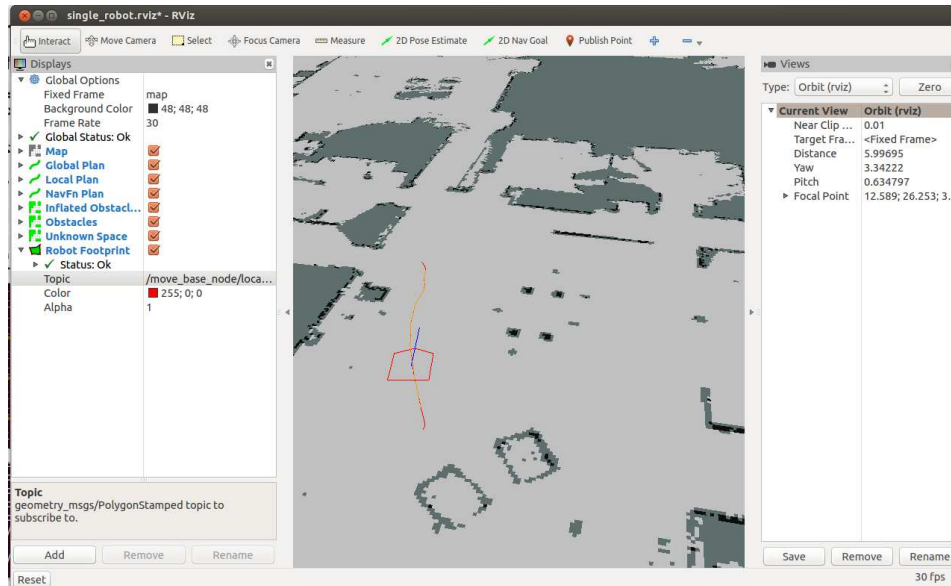 single_robot.rviz* - RViz
Interact Move Camera Select Focus Camera Measure 2D Pose Estimate 2D Nav Goal Publish Point
Displays
Global Options
Fixed Frame map
Background Color 48; 48; 48
Frame Rate 30
Global Status: Ok
Map
Global Plan
Local Plan
NavFn Plan
Inflated Obstacl...
Obstacles
Unknown Space
Robot Footprint
Status: Ok
Topic /move_base_node/loca...
Color 255; 0; 0
Alpha 1
Topic
geometry_msgs/PolygonStamped topic to
subscribe to.
Add Remove Rename
Reset
Views
Type: Orbit (rviz) Zero
Current View Orbit (rviz)
Near Clip ... 0.01
Target Fra... <Fixed Frame>
Distance 5.99695
Yaw 3.34222
Pitch 0.634797
Focal Point 12.589; 26.253; 3.
Save Remove Rename
30 fps